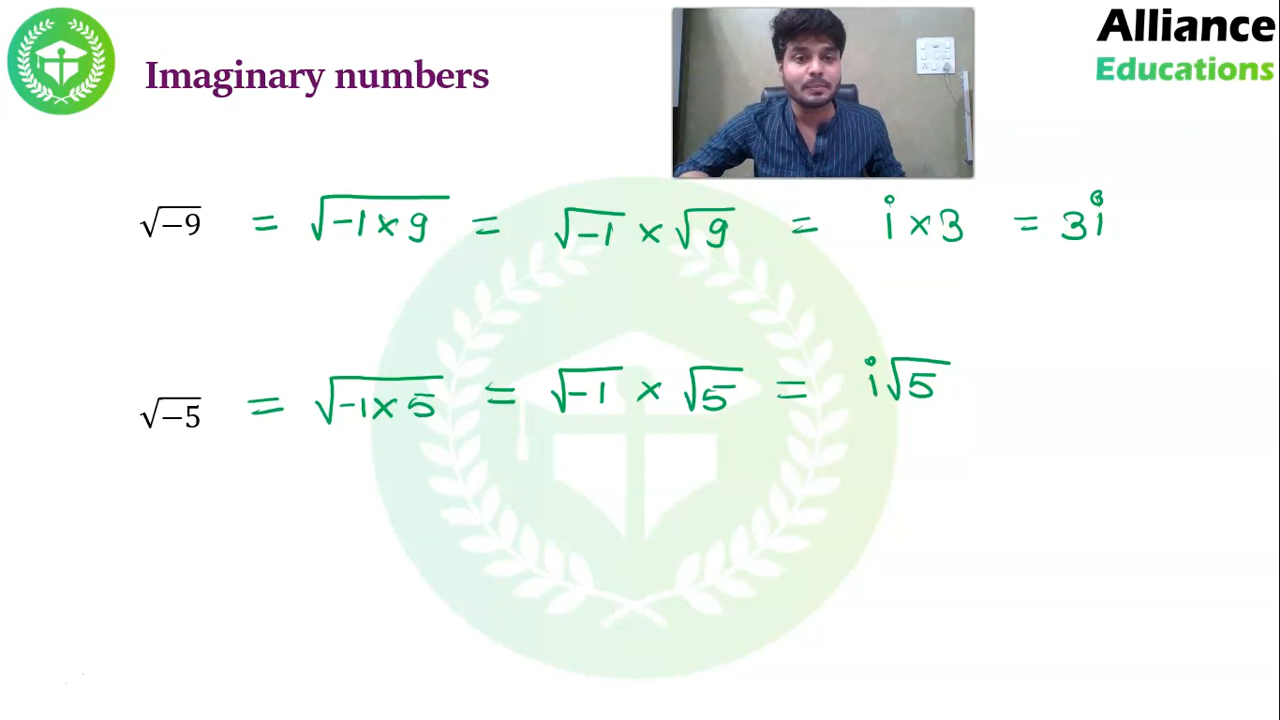 Alliance
Educations
Imaginary numbers
√−9 = √−1×9 = √−1 × √9 = i × 3 = 3i
√−5 = √−1×5 = √−1 × √5 = i√5